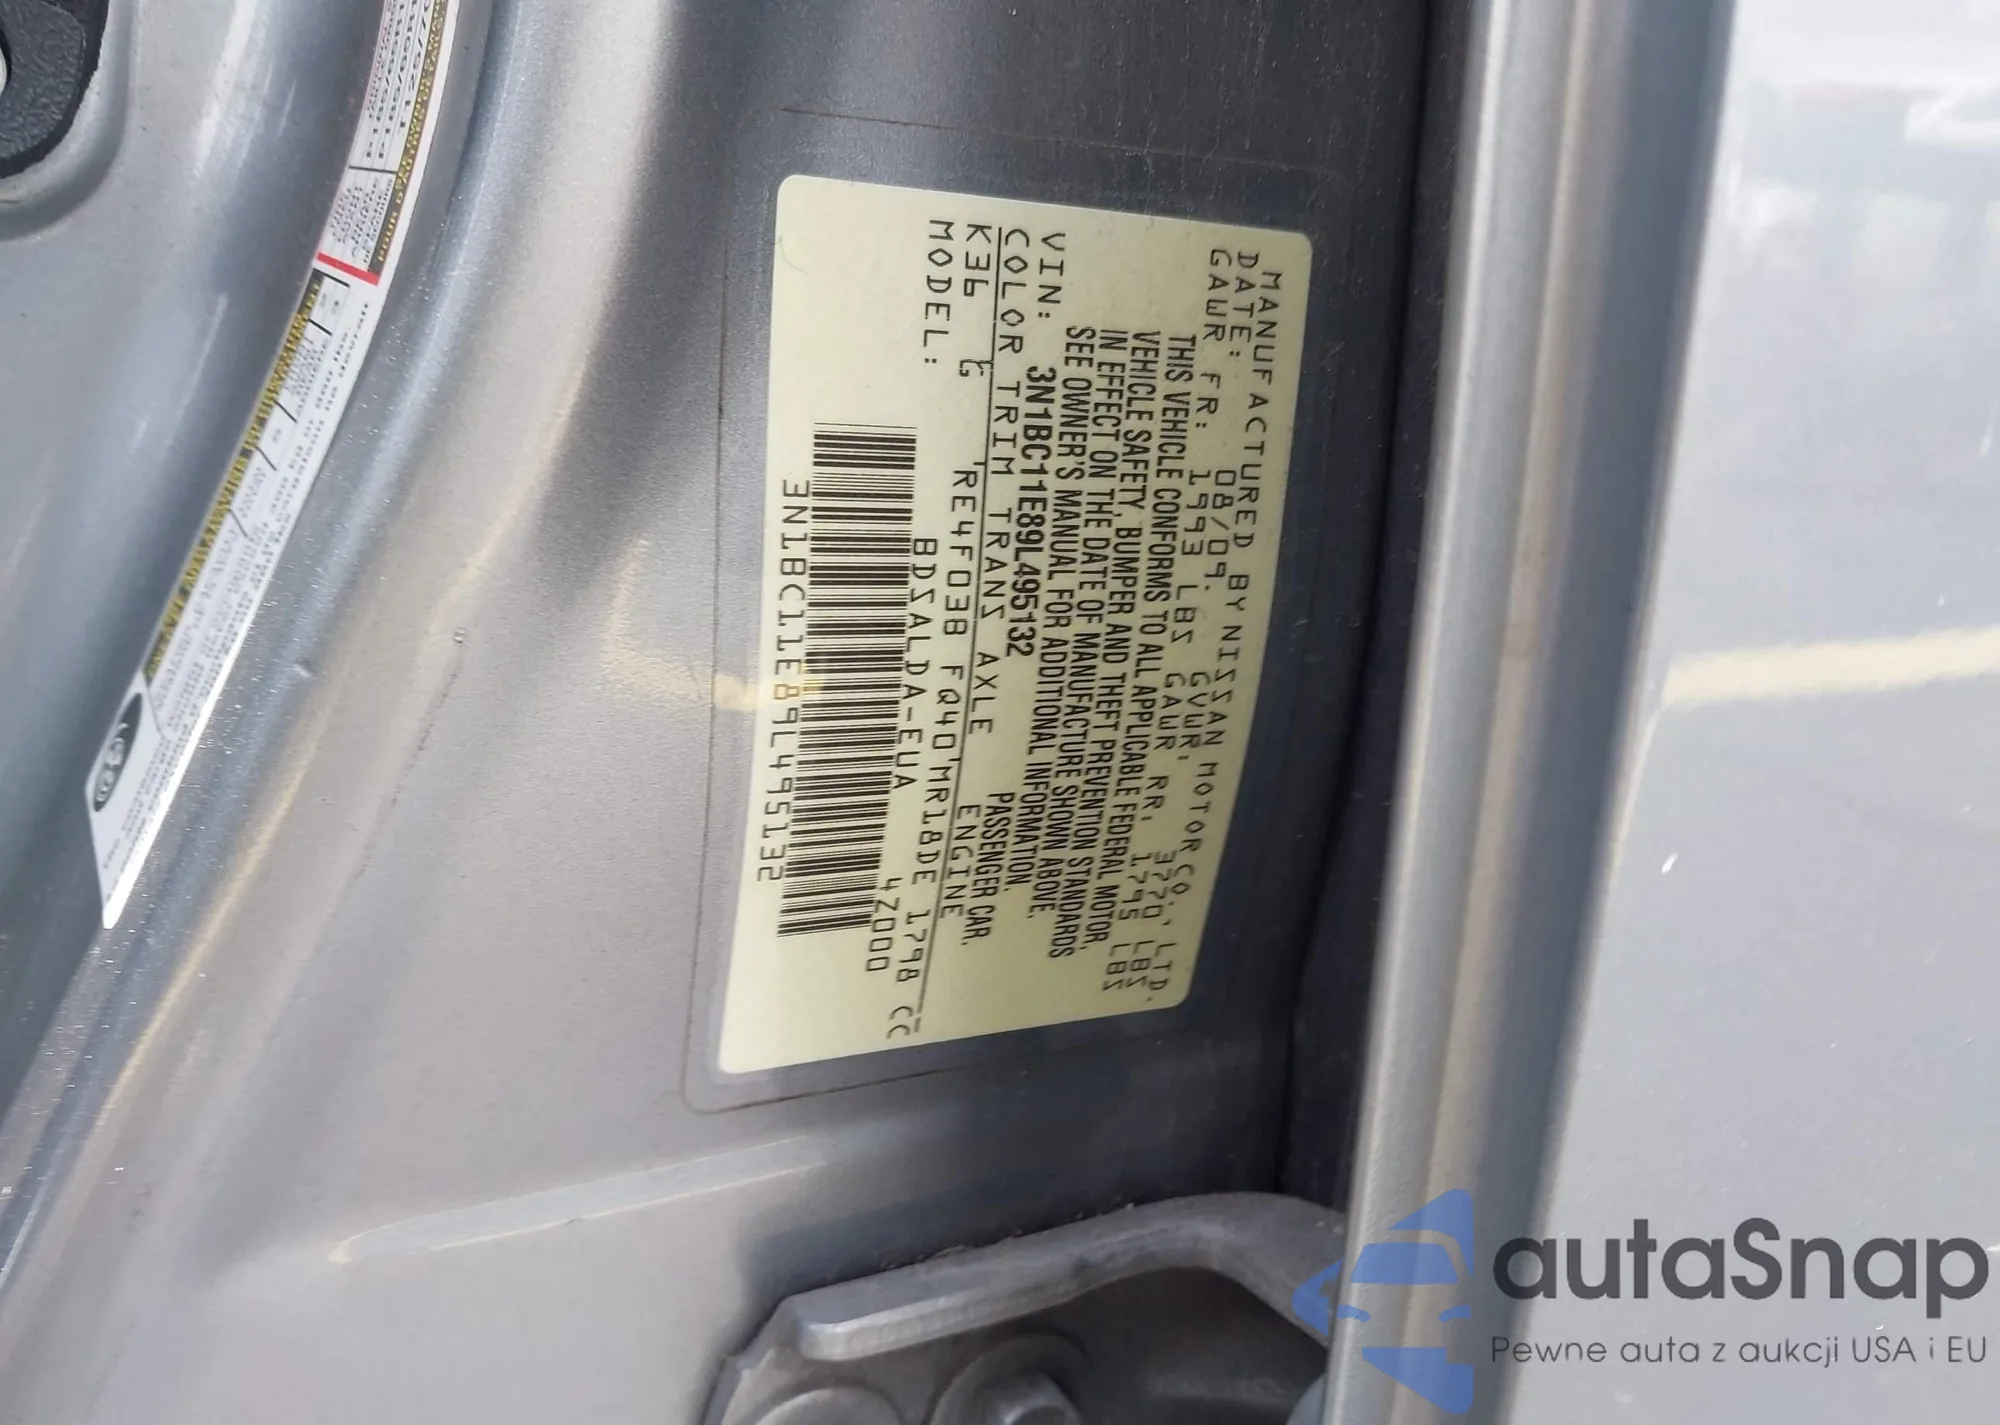 MANUFACTURED BY NISSAN MOTOR CO., LTD.
DATE: 08/09. GVWR: 3770 LBS.
GAWR FR: 1993 LBS GAWR RR: 1795 LBS
THIS VEHICLE CONFORMS TO ALL APPLICABLE FEDERAL MOTOR
VEHICLE SAFETY, BUMPER AND THEFT PREVENTION STANDARDS
IN EFFECT ON THE DATE OF MANUFACTURE SHOWN ABOVE.
SEE OWNER'S MANUAL FOR ADDITIONAL INFORMATION.
VIN: 3N1BC11E89L495132 PASSENGER CAR.
COLOR TRIM TRANS AXLE ENGINE
K36 G RE4F03B FQ40 MR18DE 1798 CC
MODEL: BDSALDA-EUA 4Z000
3N1BC11E89L495132
autaSnap
Pewne auta z aukcji USA i EU